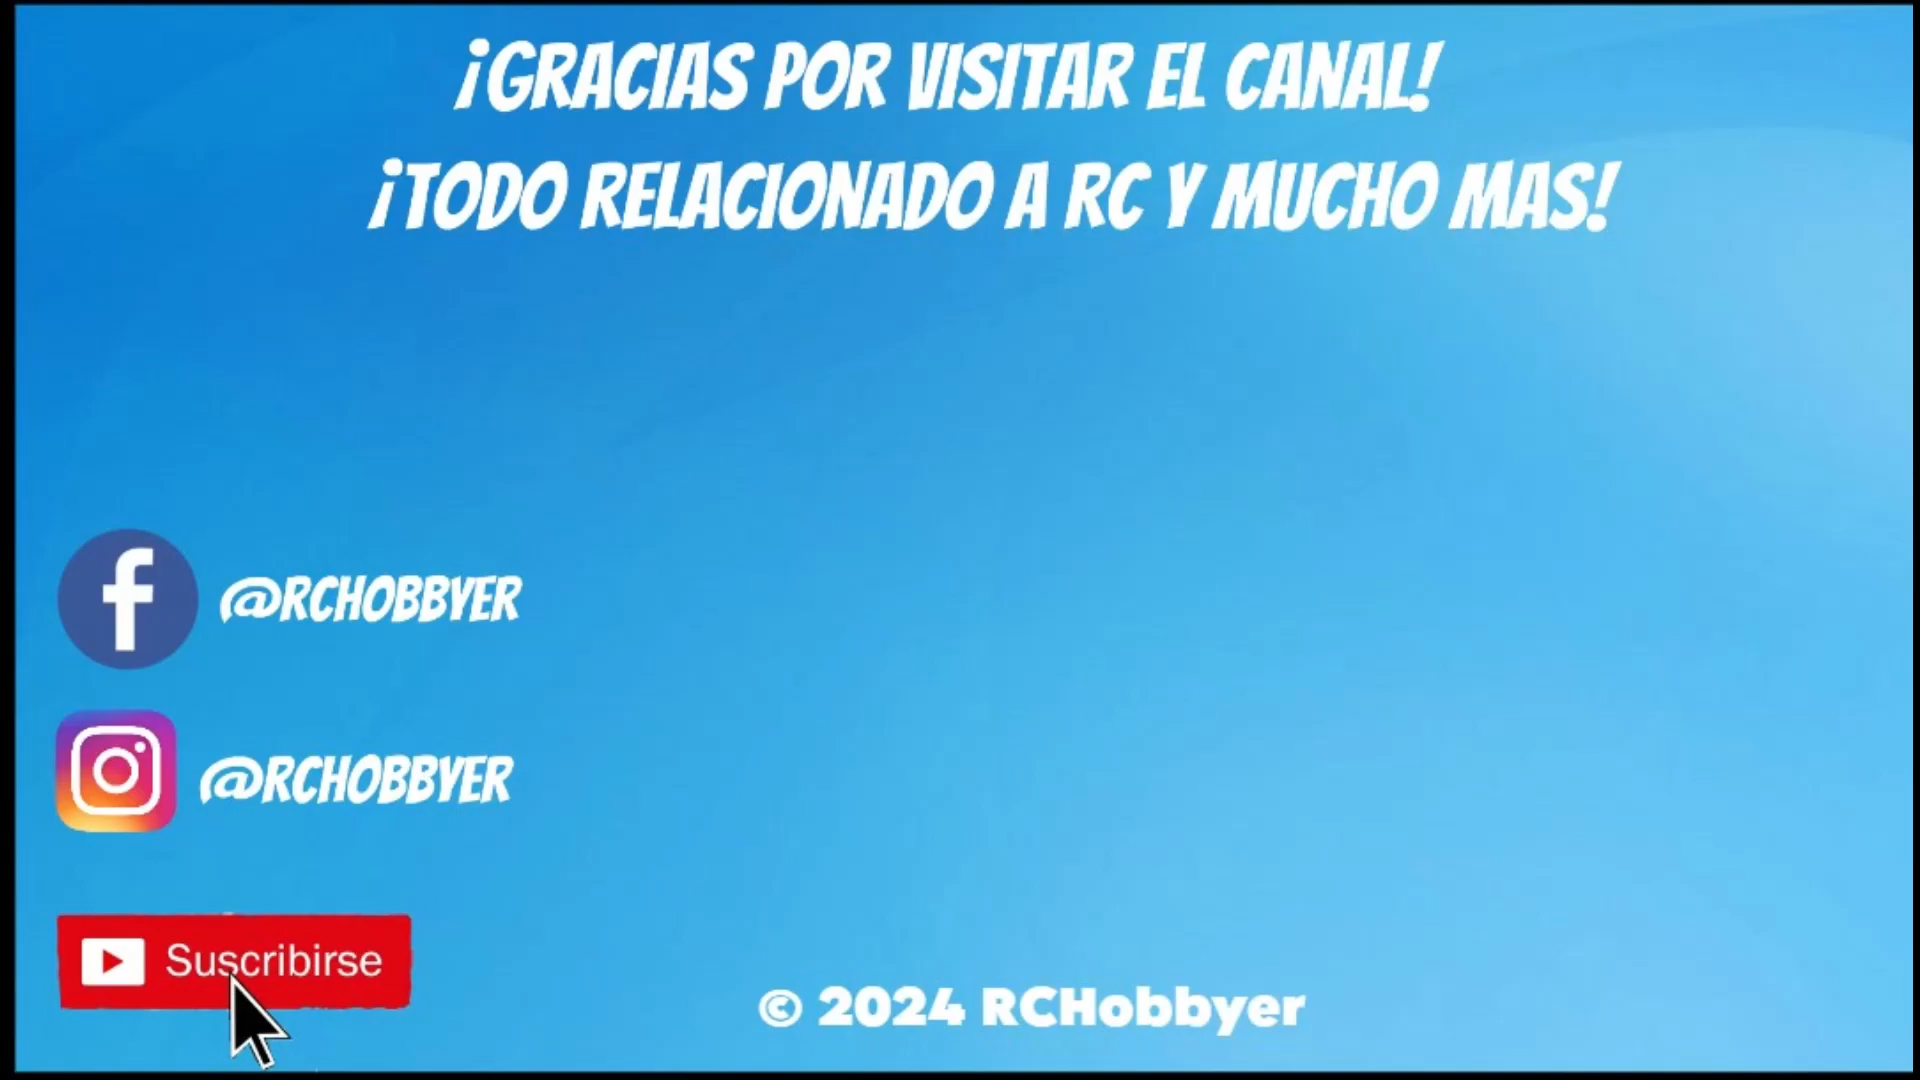 ¡GRACIAS POR VISITAR EL CANAL!
¡TODO RELACIONADO A RC Y MUCHO MAS!
@RCHOBBYER
@RCHOBBYER
Suscribirse
© 2024 RCHobbyer